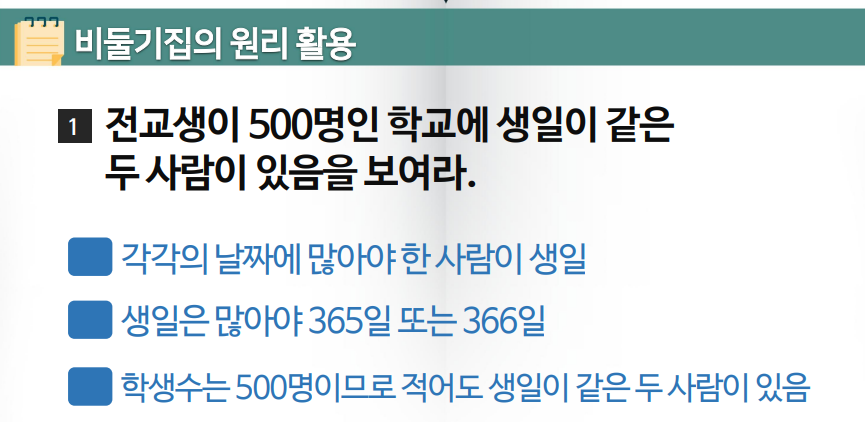 비둘기집의 원리 활용
1 전교생이 500명인 학교에 생일이 같은
두 사람이 있음을 보여라.
각각의 날짜에 많아야 한 사람이 생일
생일은 많아야 365일 또는 366일
학생수는 500명이므로 적어도 생일이 같은 두 사람이 있음